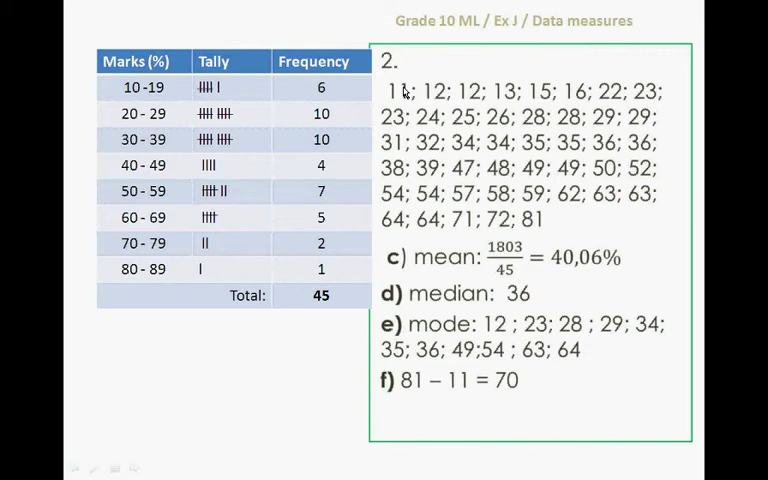 Grade 10 ML / Ex J / Data measures
Marks (%) Tally Frequency
10 -19 6
20 - 29 10
30 - 39 10
40 - 49 4
50 - 59 7
60 - 69 5
70 - 79 2
80 - 89 1
Total: 45
2.
11; 12; 12; 13; 15; 16; 22; 23;
23; 24; 25; 26; 28; 28; 29; 29;
31; 32; 34; 34; 35; 35; 36; 36;
38; 39; 47; 48; 49; 49; 50; 52;
54; 54; 57; 58; 59; 62; 63; 63;
64; 64; 71; 72; 81
c) mean: 1803/45 = 40,06%
d) median: 36
e) mode: 12 ; 23; 28 ; 29; 34;
35; 36; 49;54 ; 63; 64
f) 81 – 11 = 70